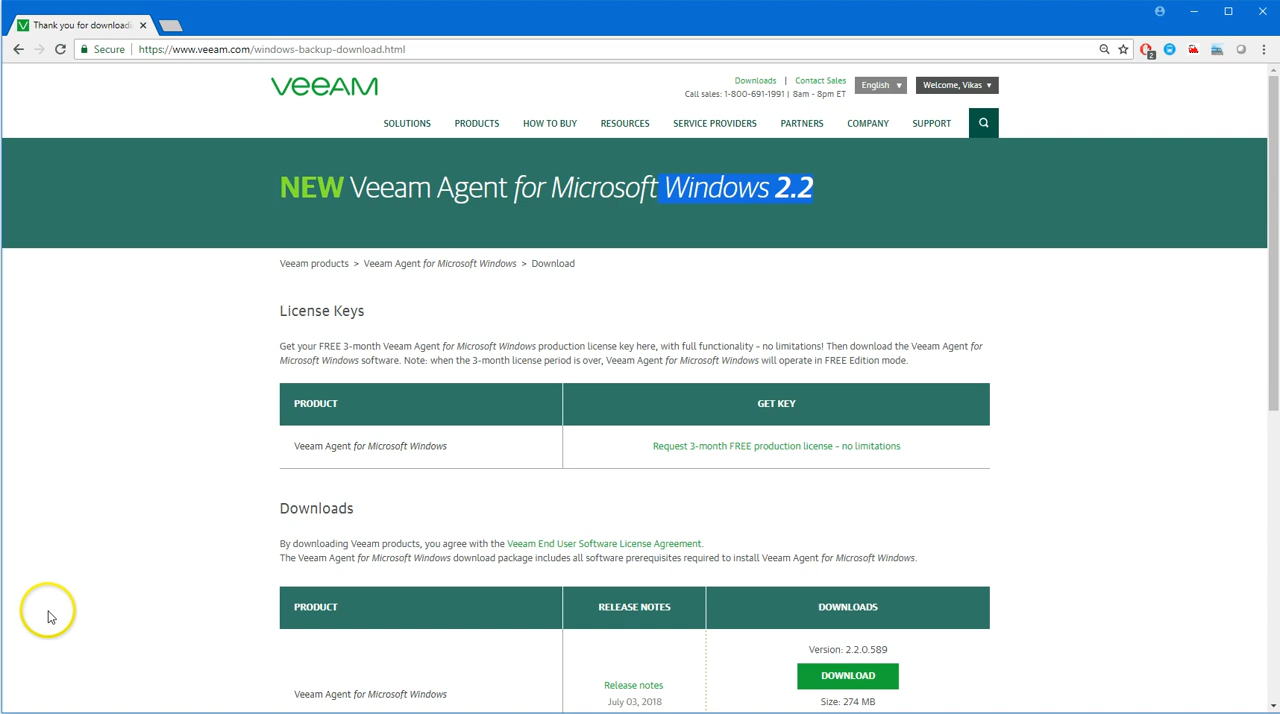 Thank you for downloadi
Secure https://www.veeam.com/windows-backup-download.html
2
VEEAM
Downloads | Contact Sales
Call sales: 1-800-691-1991 | 8am - 8pm ET
English
Welcome, Vikas
SOLUTIONS PRODUCTS HOW TO BUY RESOURCES SERVICE PROVIDERS PARTNERS COMPANY SUPPORT
NEW Veeam Agent for Microsoft Windows 2.2
Veeam products > Veeam Agent for Microsoft Windows > Download
License Keys
Get your FREE 3-month Veeam Agent for Microsoft Windows production license key here, with full functionality – no limitations! Then download the Veeam Agent for
Microsoft Windows software. Note: when the 3-month license period is over, Veeam Agent for Microsoft Windows will operate in FREE Edition mode.
PRODUCT GET KEY
Veeam Agent for Microsoft Windows Request 3-month FREE production license – no limitations
Downloads
By downloading Veeam products, you agree with the Veeam End User Software License Agreement.
The Veeam Agent for Microsoft Windows download package includes all software prerequisites required to install Veeam Agent for Microsoft Windows.
PRODUCT RELEASE NOTES DOWNLOADS
Version: 2.2.0.589
DOWNLOAD
Veeam Agent for Microsoft Windows Release notes
July 03, 2018 Size: 274 MB